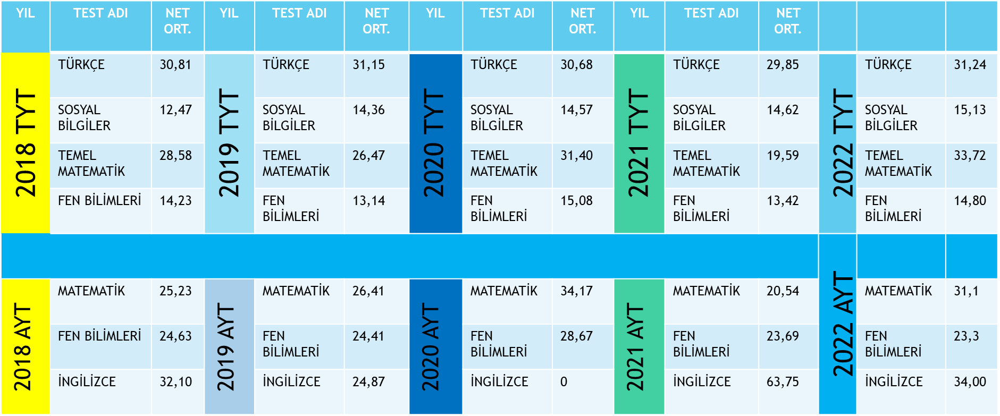 YIL TEST ADI NET ORT. YIL TEST ADI NET ORT. YIL TEST ADI NET ORT. YIL TEST ADI NET ORT.
2018 TYT
TÜRKÇE 30,81
SOSYAL
BİLGİLER 12,47
TEMEL
MATEMATİK 28,58
FEN BİLİMLERİ 14,23
2019 TYT
TÜRKÇE 31,15
SOSYAL
BİLGİLER 14,36
TEMEL
MATEMATİK 26,47
FEN
BİLİMLERİ 13,14
2020 TYT
TÜRKÇE 30,68
SOSYAL
BİLGİLER 14,57
TEMEL
MATEMATİK 31,40
FEN
BİLİMLERİ 15,08
2021 TYT
TÜRKÇE 29,85
SOSYAL
BİLGİLER 14,62
TEMEL
MATEMATİK 19,59
FEN
BİLİMLERİ 13,42
2022 TYT
TÜRKÇE 31,24
SOSYAL
BİLGİLER 15,13
TEMEL
MATEMATİK 33,72
FEN
BİLİMLERİ 14,80
2018 AYT
MATEMATİK 25,23
FEN BİLİMLERİ 24,63
İNGİLİZCE 32,10
2019 AYT
MATEMATİK 26,41
FEN
BİLİMLERİ 24,41
İNGİLİZCE 24,87
2020 AYT
MATEMATİK 34,17
FEN
BİLİMLERİ 28,67
İNGİLİZCE 0
2021 AYT
MATEMATİK 20,54
FEN
BİLİMLERİ 23,69
İNGİLİZCE 63,75
2022 AYT
MATEMATİK 31,1
FEN
BİLİMLERİ 23,3
İNGİLİZCE 34,00